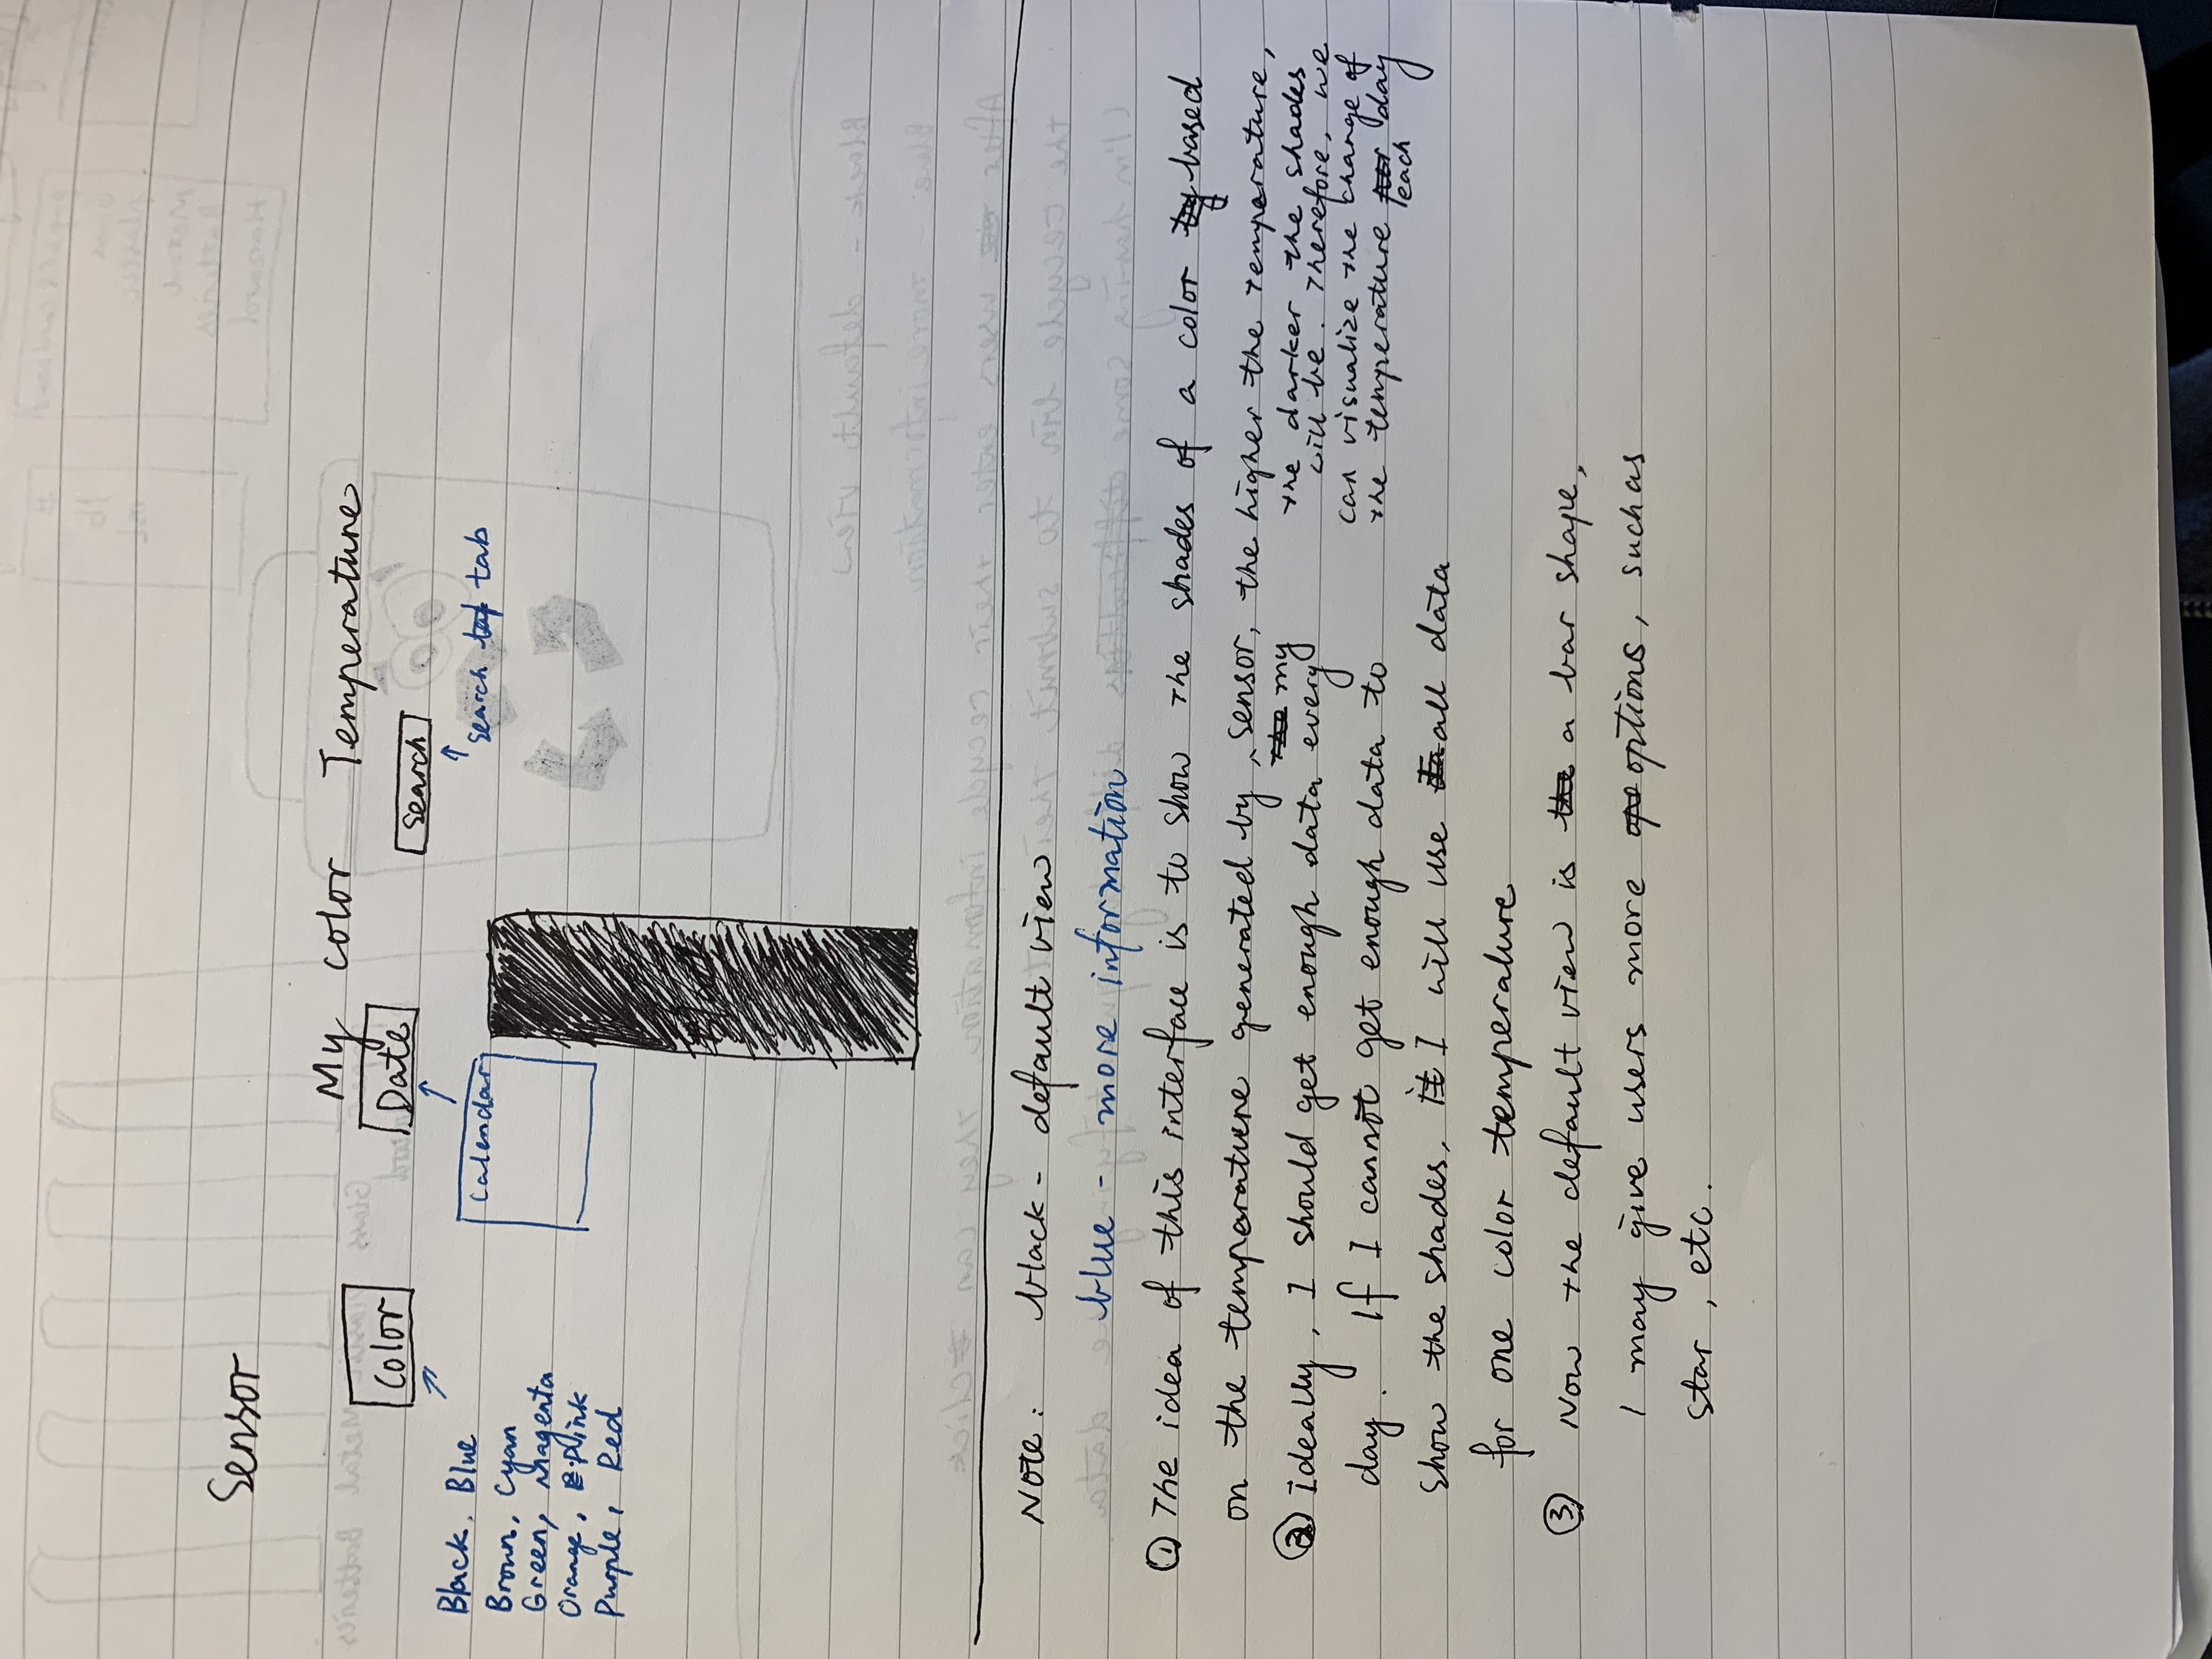 Sensor
My color Temperature
Color
Date
Search
Black, Blue
Brown, Cyan
Green, Magenta
Orange, Pink
Purple, Red
Calendar
search tab
Note: black - default view
blue - more information
① The idea of this interface is to show the shades of a color based
on the temperature generated by my sensor, the higher the temperature,
the darker the shades
will be. Therefore, we
can visualize the change of
the temperature each day
② Ideally, I should get enough data every
day. If I cannot get enough data to
show the shades, I will use all data
for one color temperature
③ Now the default view is a bar shape,
I may give users more options, such as
star, etc.